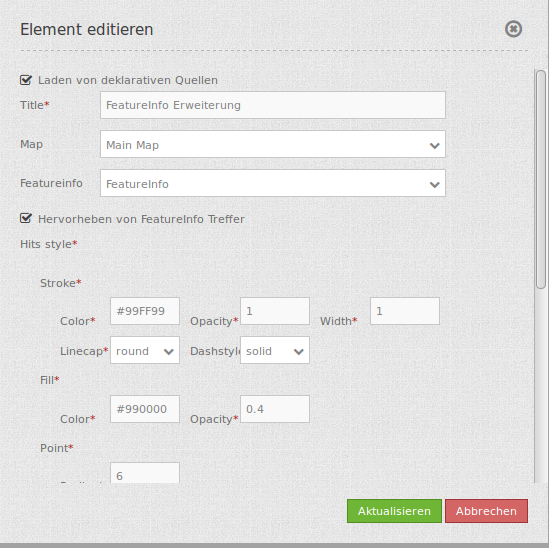 Element editieren
Laden von deklarativen Quellen
Title* FeatureInfo Erweiterung
Map Main Map
Featureinfo FeatureInfo
Hervorheben von FeatureInfo Treffer
Hits style*
Stroke*
Color* #99FF99 Opacity* 1 Width* 1
Linecap* round Dashstyle solid
Fill*
Color* #990000 Opacity* 0.4
Point*
6
Aktualisieren Abbrechen